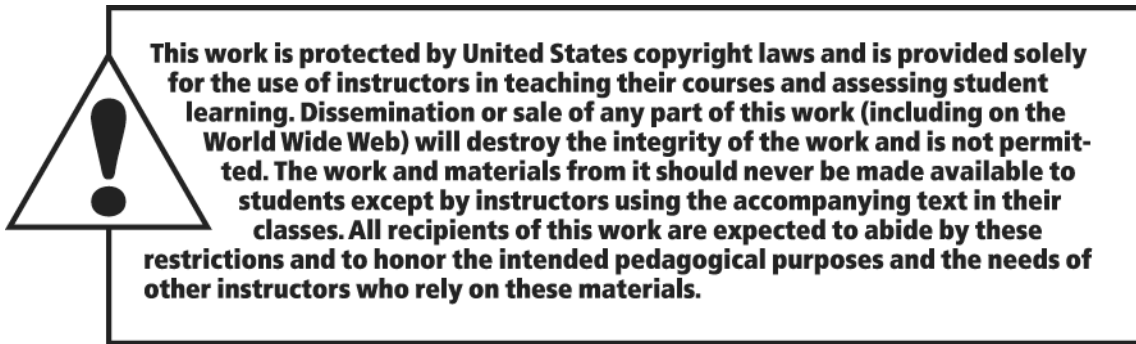 This work is protected by United States copyright laws and is provided solely
for the use of instructors in teaching their courses and assessing student
learning. Dissemination or sale of any part of this work (including on the
World Wide Web) will destroy the integrity of the work and is not permit-
ted. The work and materials from it should never be made available to
students except by instructors using the accompanying text in their
classes. All recipients of this work are expected to abide by these
restrictions and to honor the intended pedagogical purposes and the needs of
other instructors who rely on these materials.